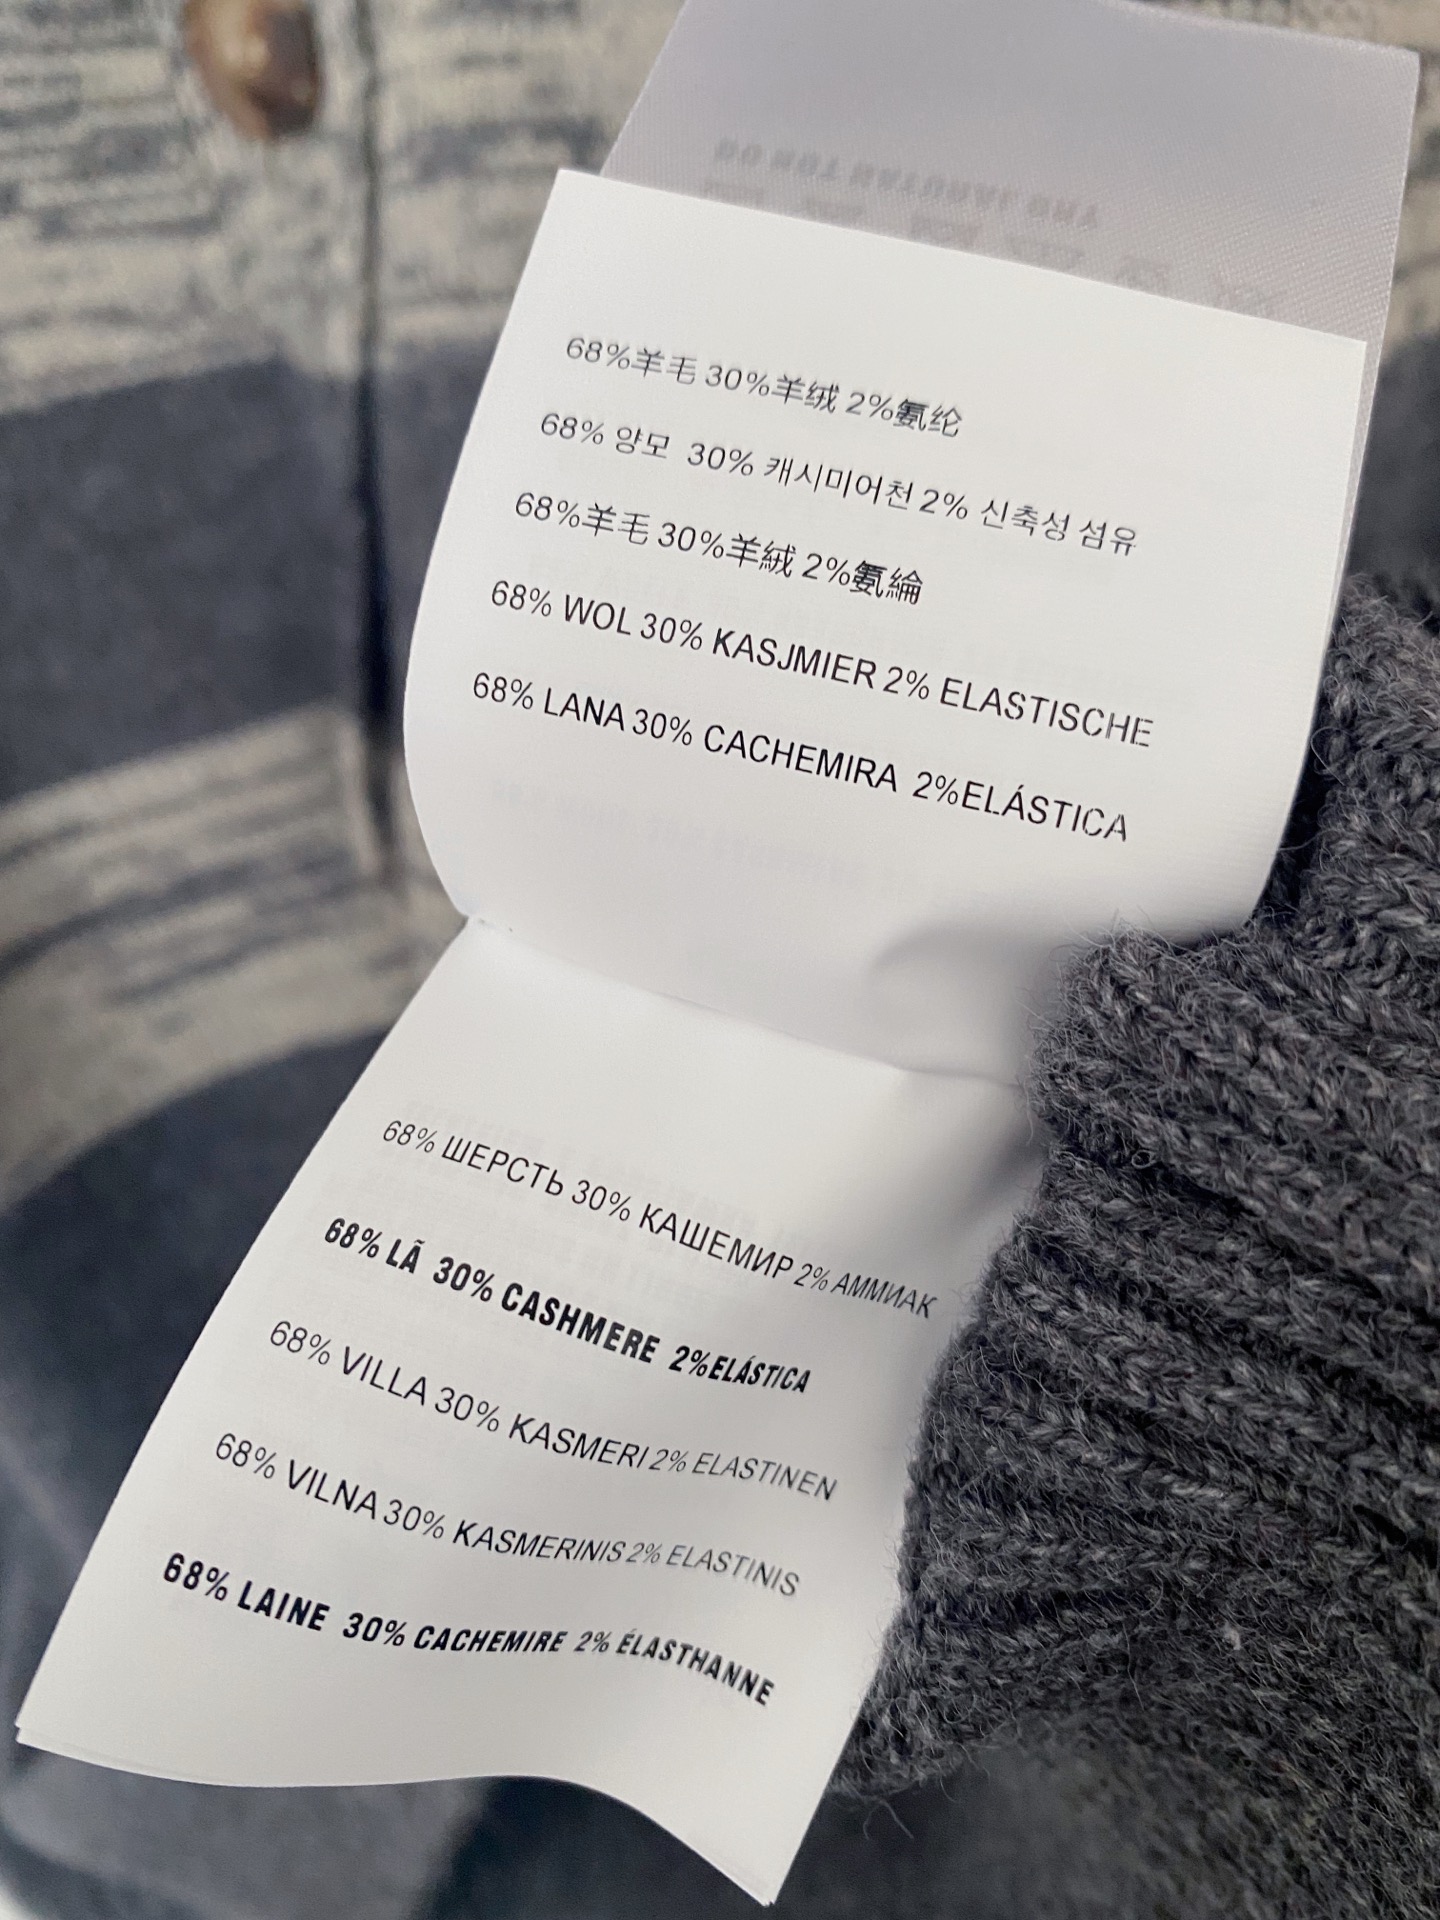 68%羊毛 30%羊绒 2%氨纶
68% 양모 30% 캐시미어천 2% 신축성 섬유
68%羊毛 30%羊絨 2%氨綸
68% WOL 30% KASJMIER 2% ELASTISCHE
68% LANA 30% CACHEMIRA 2%ELÁSTICA
68% ШЕРСТЬ 30% КАШЕМИР 2% АММИАК
68% LÃ 30% CASHMERE 2%ELÁSTICA
68% VILLA 30% KASMERI 2% ELASTINEN
68% VILNA 30% KASMERINIS 2% ELASTINIS
68% LAINE 30% CACHEMIRE 2% ÉLASTHANNE